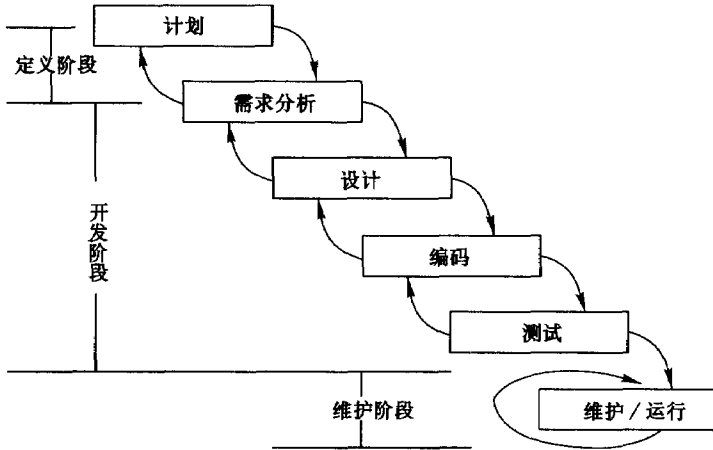 计划
定义阶段
需求分析
设计
开发阶段
编码
测试
维护阶段
维护/运行